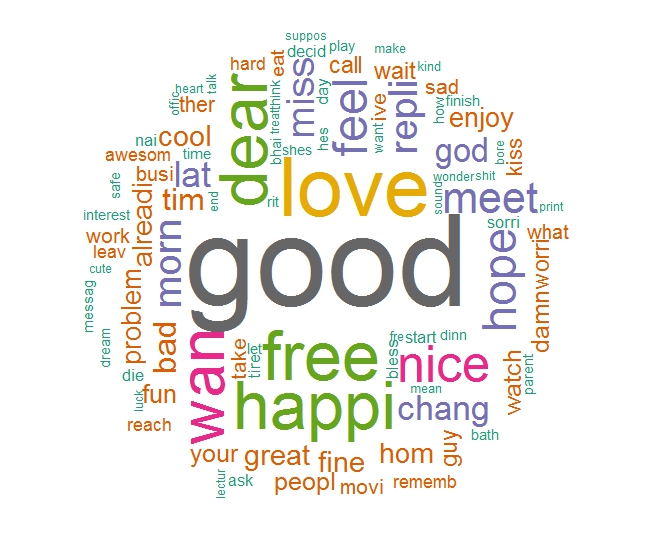 suppos
make
play
decid
kind
hard
eat
call
wait
sad
talk
heart
offic
ther
dear
think
treat
bhai
miss
day
hes
feel
want
ive
repli
how
finish
enjoy
nai
cool
shes
god
bore
kiss
awesom
time
busi
lat
safe
tim
end
rit
love
sound
wonder
shit
meet
print
interest
sorri
work
what
leav
alreadi
morn
good
hope
worri
damn
cute
messag
problem
dream
bad
wan
take
let
tire
free
bless
fre
start
dinn
nice
watch
parent
die
luck
fun
happi
mean
chang
reach
guy
bath
your
great
fine
hom
lectur
ask
peopl
movi
rememb